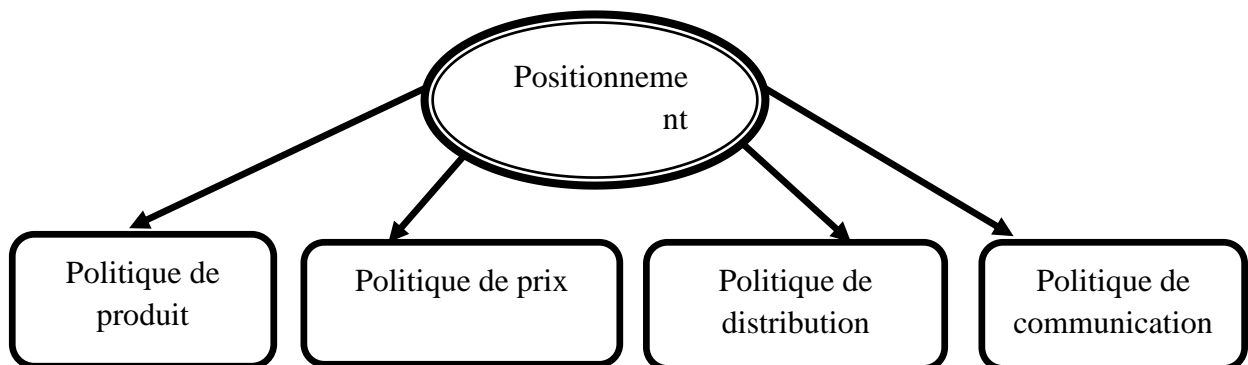 Positionneme
nt
Politique de
produit
Politique de prix
Politique de
distribution
Politique de
communication